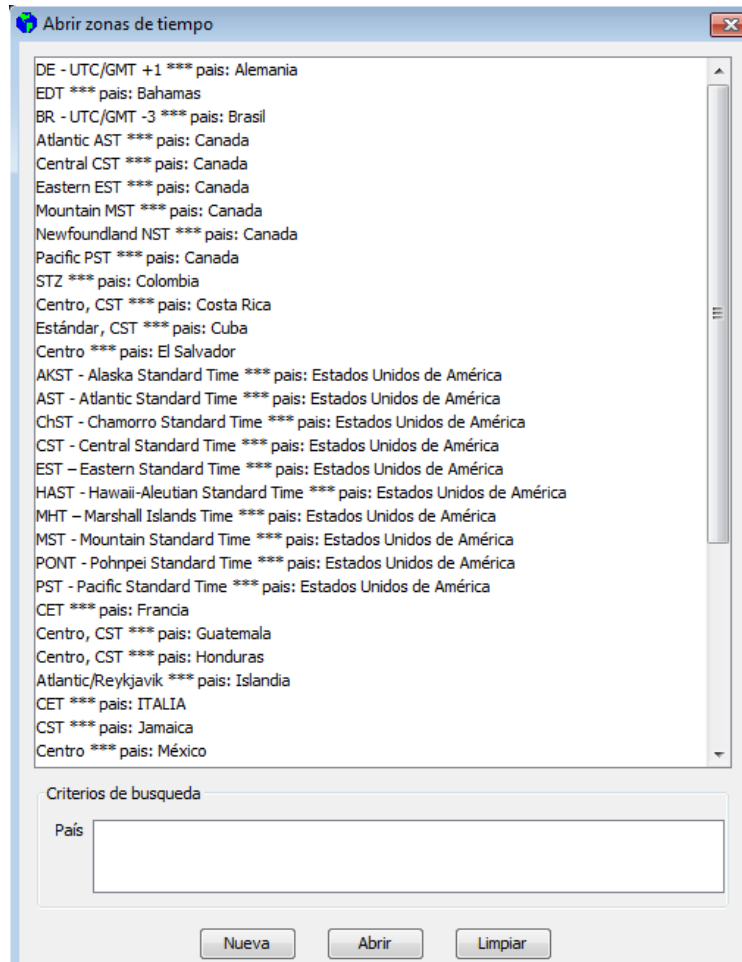 Abrir zonas de tiempo
DE - UTC/GMT +1 *** pais: Alemania
EDT *** pais: Bahamas
BR - UTC/GMT -3 *** pais: Brasil
Atlantic AST *** pais: Canada
Central CST *** pais: Canada
Eastern EST *** pais: Canada
Mountain MST *** pais: Canada
Newfoundland NST *** pais: Canada
Pacific PST *** pais: Canada
STZ *** pais: Colombia
Centro, CST *** pais: Costa Rica
Estándar, CST *** pais: Cuba
Centro *** pais: El Salvador
AKST - Alaska Standard Time *** pais: Estados Unidos de América
AST - Atlantic Standard Time *** pais: Estados Unidos de América
ChST - Chamorro Standard Time *** pais: Estados Unidos de América
CST - Central Standard Time *** pais: Estados Unidos de América
EST – Eastern Standard Time *** pais: Estados Unidos de América
HAST - Hawaii-Aleutian Standard Time *** pais: Estados Unidos de América
MHT – Marshall Islands Time *** pais: Estados Unidos de América
MST - Mountain Standard Time *** pais: Estados Unidos de América
PONT - Pohnpei Standard Time *** pais: Estados Unidos de América
PST - Pacific Standard Time *** pais: Estados Unidos de América
CET *** pais: Francia
Centro, CST *** pais: Guatemala
Centro, CST *** pais: Honduras
Atlantic/Reykjavik *** pais: Islandia
CET *** pais: ITALIA
CST *** pais: Jamaica
Centro *** pais: México
Criterios de busqueda
País
Nueva Abrir Limpiar